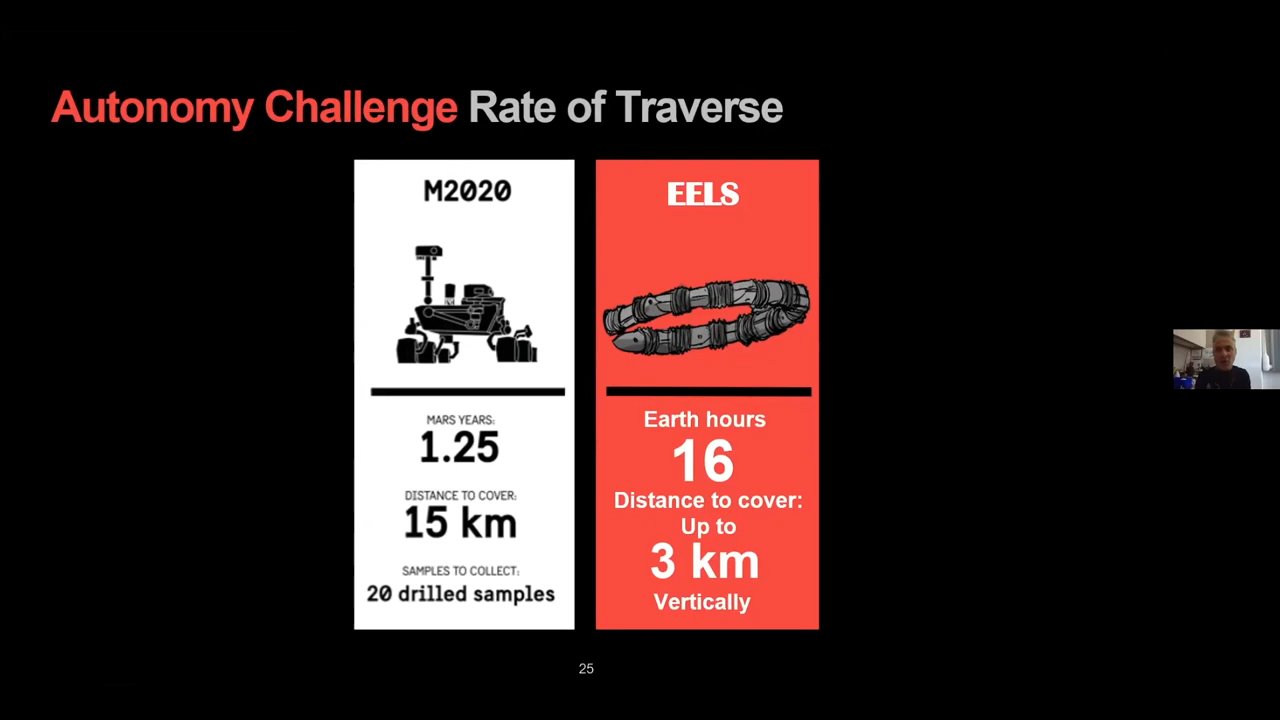 Autonomy Challenge Rate of Traverse
M2020
MARS YEARS:
1.25
DISTANCE TO COVER:
15 km
SAMPLES TO COLLECT:
20 drilled samples
EELS
Earth hours
16
Distance to cover:
Up to
3 km
Vertically
25